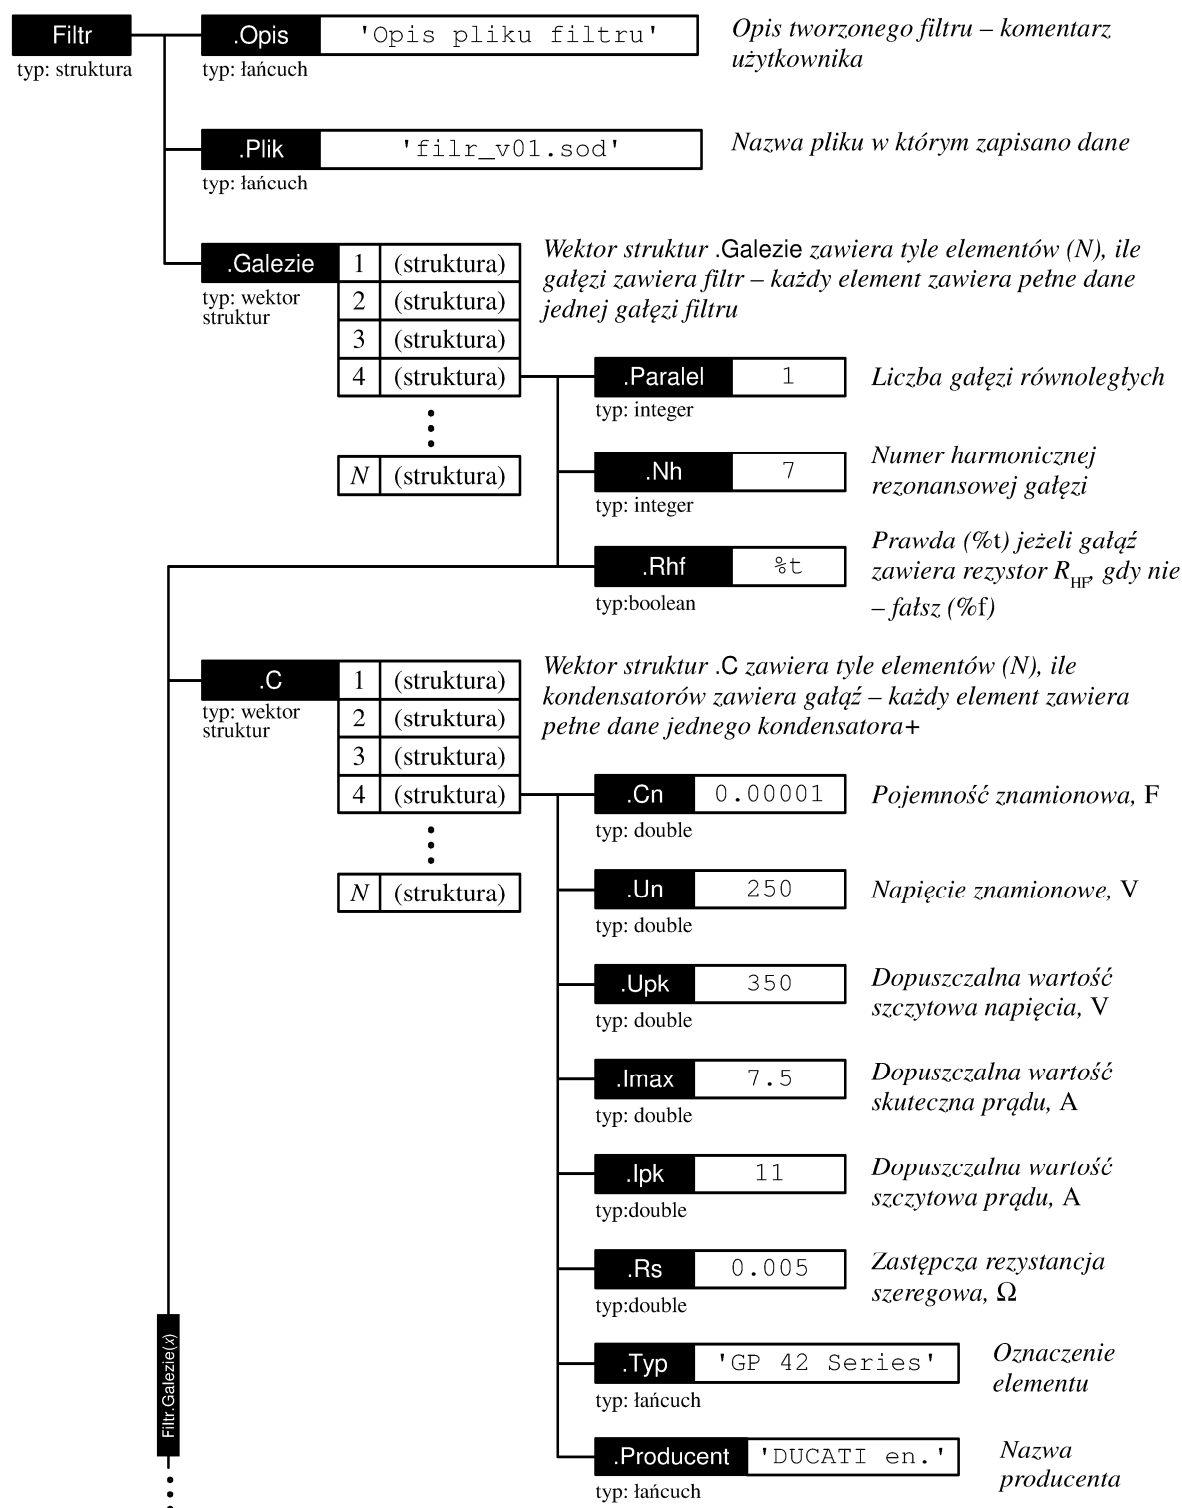 Filtr .Opis 'Opis pliku filtru' Opis tworzonego filtru – komentarz
użytkownika
typ: struktura typ: łańcuch
.Plik 'filr_v01.sod' Nazwa pliku w którym zapisano dane
typ: łańcuch
Wektor struktur .Galezie zawiera tyle elementów (N), ile
gałęzi zawiera filtr – każdy element zawiera pełne dane
jednej gałęzi filtru
.Galezie 1 (struktura)
typ: wektor
struktur
2 (struktura)
3 (struktura)
4 (struktura)
N (struktura)
.Paralel 1 Liczba gałęzi równoległych
typ: integer
.Nh 7 Numer harmonicznej
rezonansowej gałęzi
typ: integer
.Rhf %t Prawda (%t) jeżeli gałąź
zawiera rezystor RHF, gdy nie
– fałsz (%f)
typ:boolean
Wektor struktur .C zawiera tyle elementów (N), ile
kondensatorów zawiera gałąź – każdy element zawiera
pełne dane jednego kondensatora+
.C 1 (struktura)
typ: wektor
struktur
2 (struktura)
3 (struktura)
4 (struktura)
N (struktura)
.Cn 0.00001 Pojemność znamionowa, F
typ: double
.Un 250 Napięcie znamionowe, V
typ: double
.Upk 350 Dopuszczalna wartość
szczytowa napięcia, V
typ: double
.Imax 7.5 Dopuszczalna wartość
skuteczna prądu, A
typ: double
.Ipk 11 Dopuszczalna wartość
szczytowa prądu, A
typ:double
.Rs 0.005 Zastępcza rezystancja
szeregowa, Ω
typ:double
.Typ 'GP 42 Series' Oznaczenie
elementu
typ: łańcuch
.Producent 'DUCATI en.' Nazwa
producenta
typ: łańcuch
Filtr.Galezie(x)